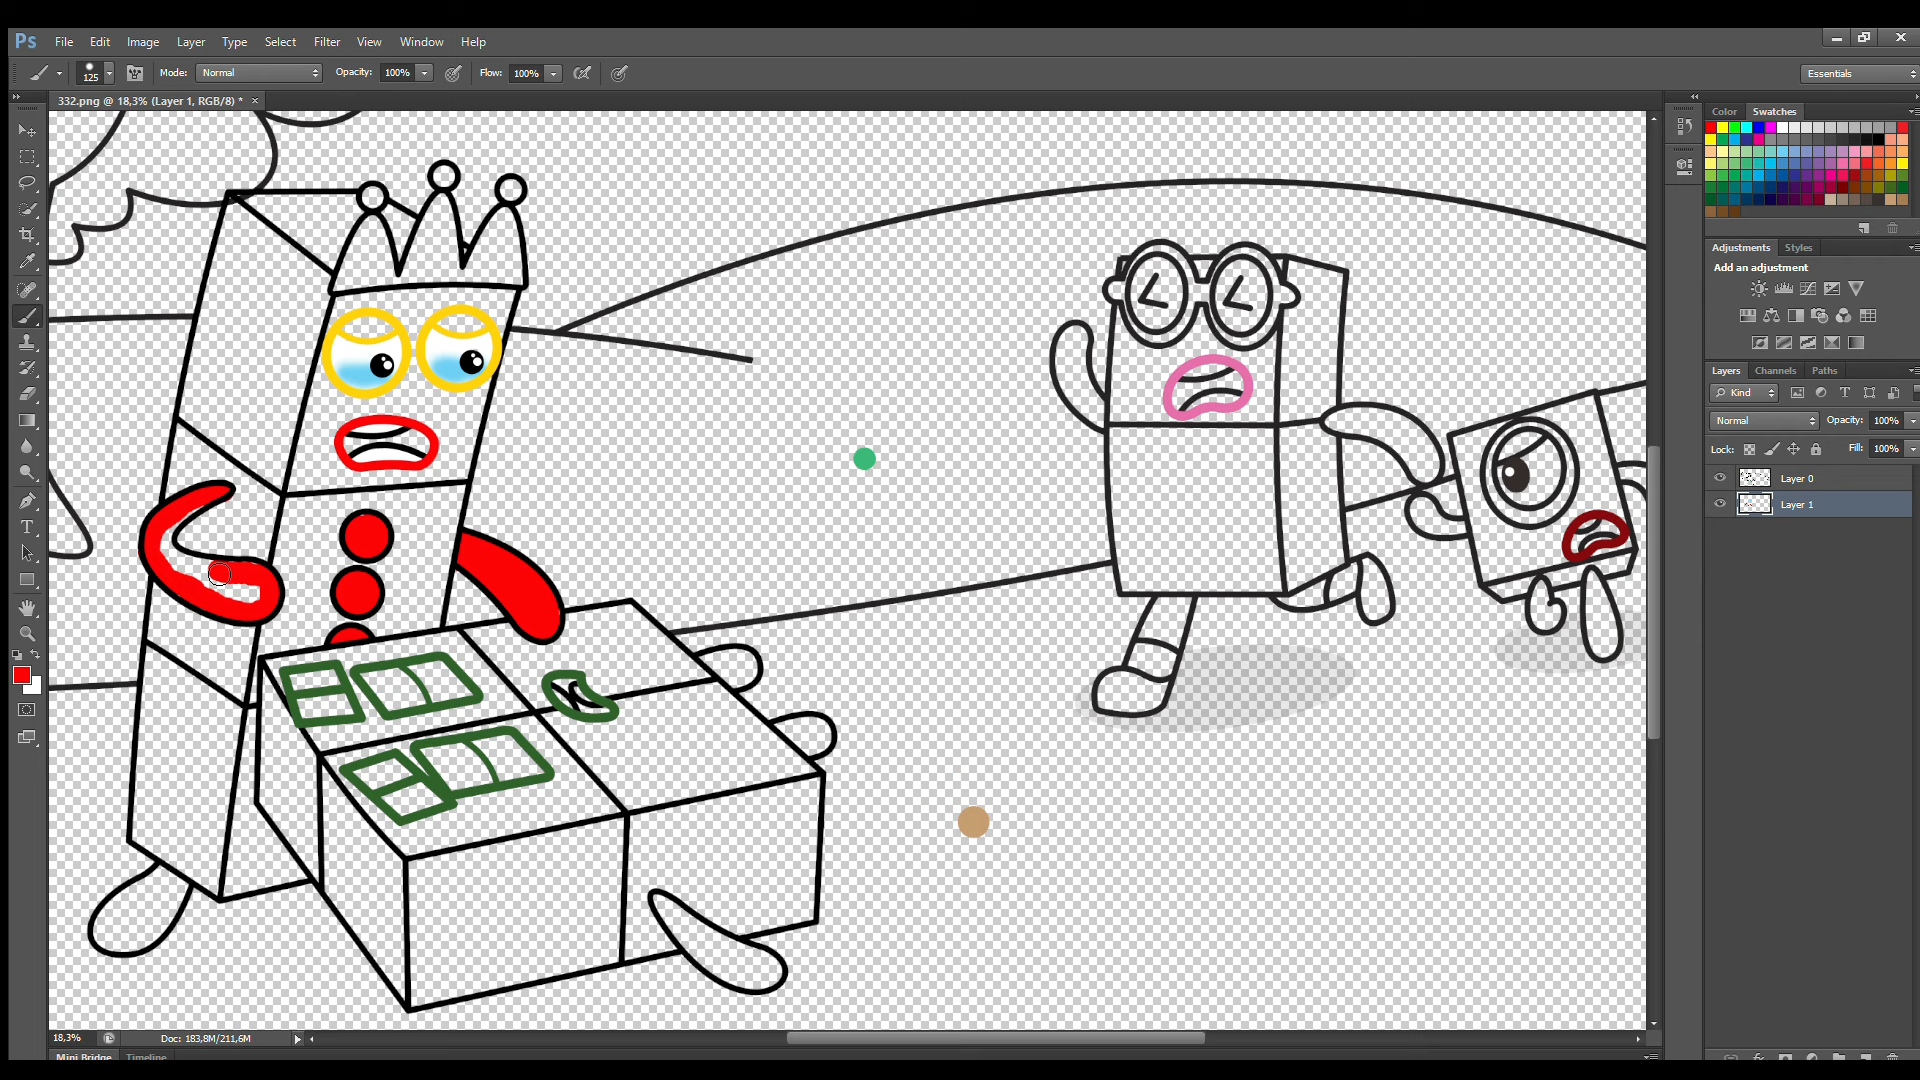 Ps File Edit Image Layer Type Select Filter View Window Help
125 Mode: Normal Opacity: 100% Flow: 100% Essentials
332.png @ 18,3% (Layer 1, RGB/8) * ×
Color Swatches
Adjustments Styles
Add an adjustment
Layers Channels Paths
Kind
Normal Opacity: 100%
Lock: Fill: 100%
Layer 0
Layer 1
18,3% Doc: 183,8M/211,6M
Mini Bridge Timeline